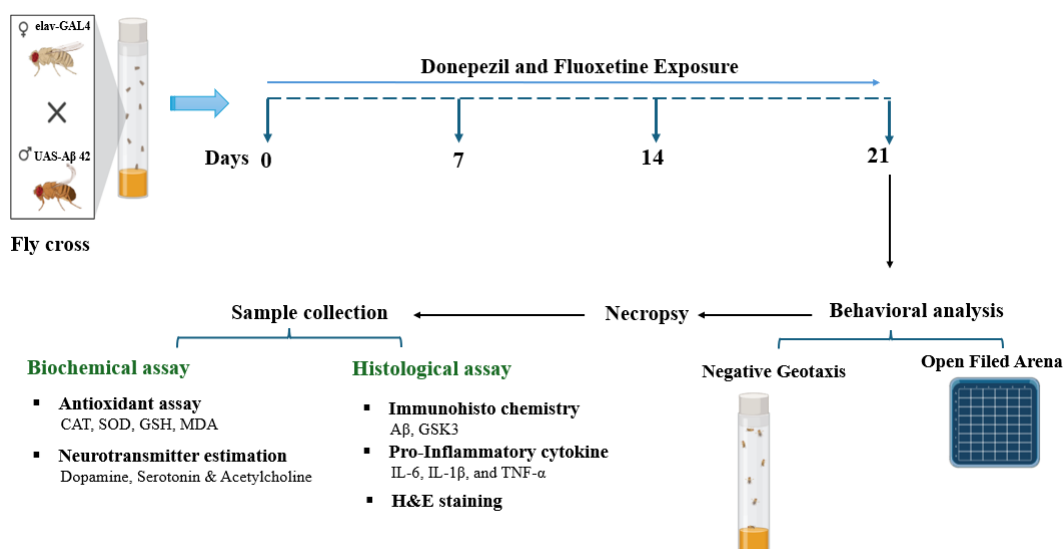 ♀ elav-GAL4
♂ UAS-Aβ 42
Fly cross
Donepezil and Fluoxetine Exposure
Days 0 7 14 21
Sample collection
Necropsy
Behavioral analysis
Biochemical assay
▪ Antioxidant assay
CAT, SOD, GSH, MDA
▪ Neurotransmitter estimation
Dopamine, Serotonin & Acetylcholine
Histological assay
▪ Immunohisto chemistry
Aβ, GSK3
▪ Pro-Inflammatory cytokine
IL-6, IL-1β, and TNF-α
▪ H&E staining
Negative Geotaxis
Open Filed Arena